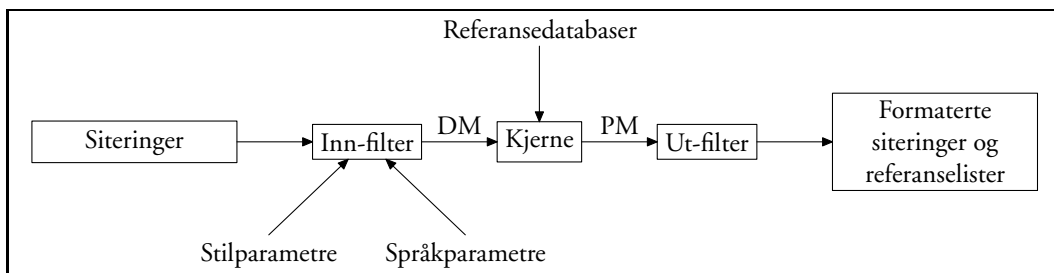 Referansedatabaser
Siteringer
Inn-filter
DM
Kjerne
PM
Ut-filter
Formaterte
siteringer og
referanselister
Stilparametre
Språkparametre